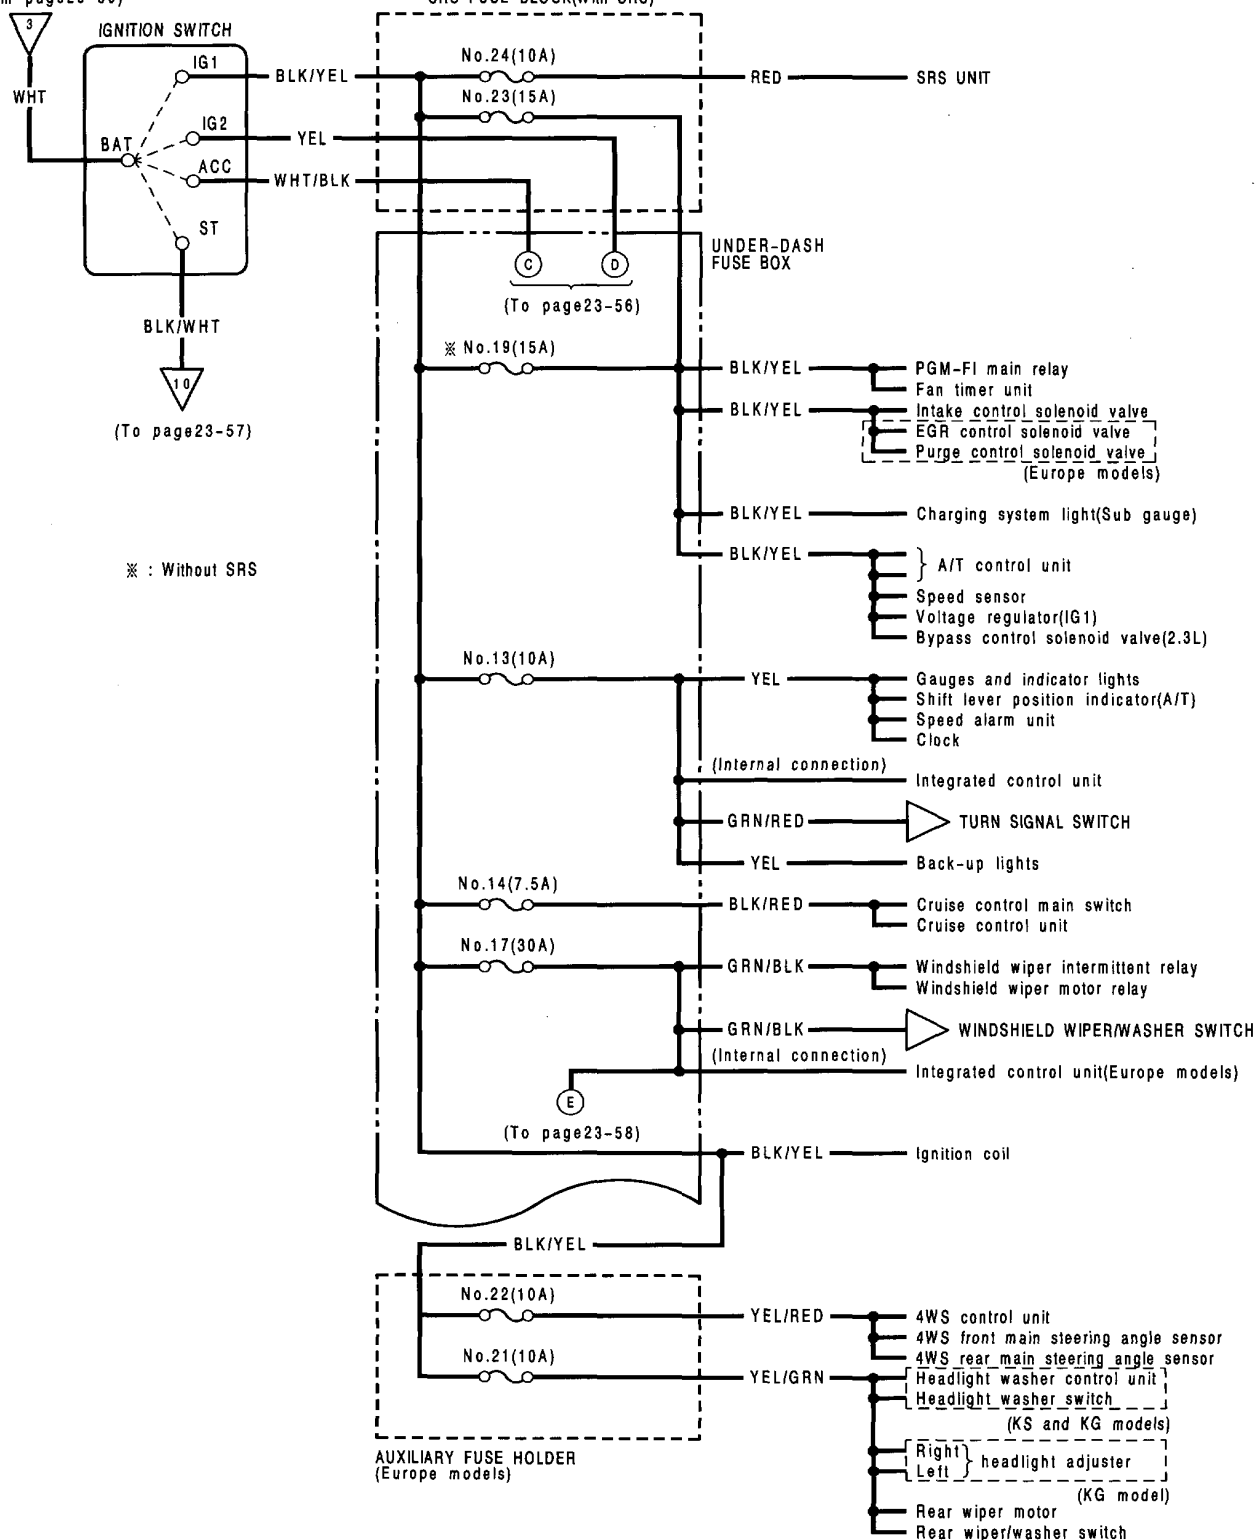 3
IGNITION SWITCH
WHT
BAT
IG1
IG2
ACC
ST
BLK/YEL
YEL
WHT/BLK
BLK/WHT
10
(To page23-57)
No.24(10A)
No.23(15A)
RED
SRS UNIT
UNDER-DASH
FUSE BOX
C
D
(To page23-56)
※ No.19(15A)
※ : Without SRS
BLK/YEL
PGM-FI main relay
Fan timer unit
BLK/YEL
Intake control solenoid valve
EGR control solenoid valve
Purge control solenoid valve
(Europe models)
BLK/YEL
Charging system light(Sub gauge)
BLK/YEL
A/T control unit
Speed sensor
Voltage regulator(IG1)
Bypass control solenoid valve(2.3L)
No.13(10A)
YEL
Gauges and indicator lights
Shift lever position indicator(A/T)
Speed alarm unit
Clock
(Internal connection)
Integrated control unit
GRN/RED
TURN SIGNAL SWITCH
YEL
Back-up lights
No.14(7.5A)
BLK/RED
Cruise control main switch
Cruise control unit
No.17(30A)
GRN/BLK
Windshield wiper intermittent relay
Windshield wiper motor relay
GRN/BLK
WINDSHIELD WIPER/WASHER SWITCH
(Internal connection)
Integrated control unit(Europe models)
E
(To page23-58)
BLK/YEL
Ignition coil
BLK/YEL
No.22(10A)
YEL/RED
4WS control unit
4WS front main steering angle sensor
4WS rear main steering angle sensor
No.21(10A)
YEL/GRN
Headlight washer control unit
Headlight washer switch
(KS and KG models)
Right
Left
headlight adjuster
(KG model)
Rear wiper motor
Rear wiper/washer switch
AUXILIARY FUSE HOLDER
(Europe models)